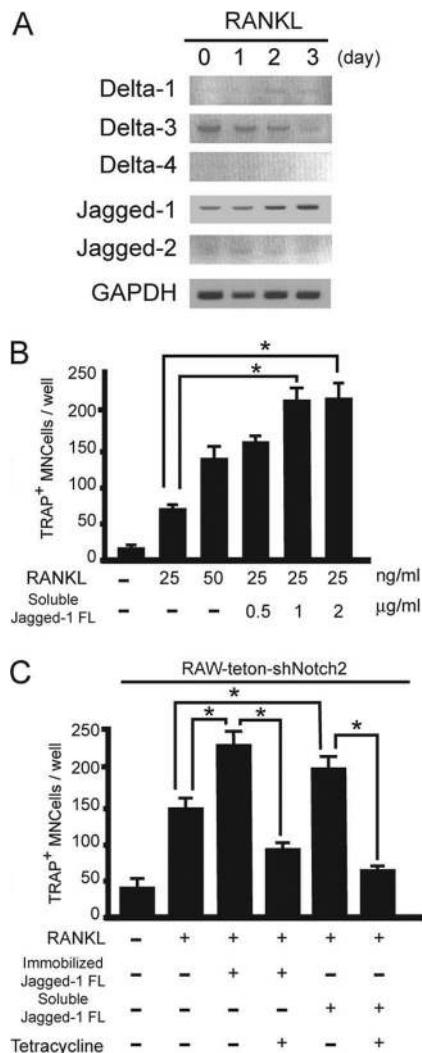 A
RANKL
0 1 2 3 (day)
Delta-1
Delta-3
Delta-4
Jagged-1
Jagged-2
GAPDH
B
TRAP+ MNCells / well
250
200
150
100
50
0
* *
RANKL – 25 50 25 25 25 ng/ml
Soluble
Jagged-1 FL – – – 0.5 1 2 μg/ml
C
RAW-teton-shNotch2
TRAP+ MNCells / well
250
200
150
100
50
0
* * * *
RANKL – + + + + +
Immobilized
Jagged-1 FL – – + + – –
Soluble
Jagged-1 FL – – – – + +
Tetracycline – – – + – +